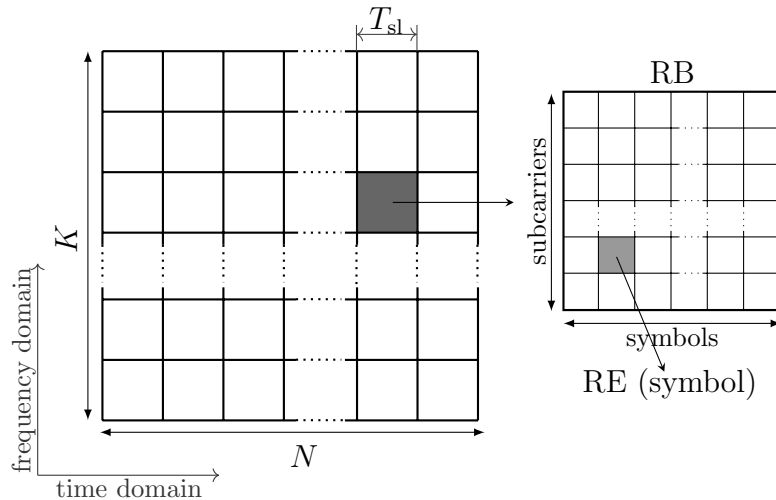 T_sl
RB
K
subcarriers
symbols
RE (symbol)
frequency domain
N
time domain